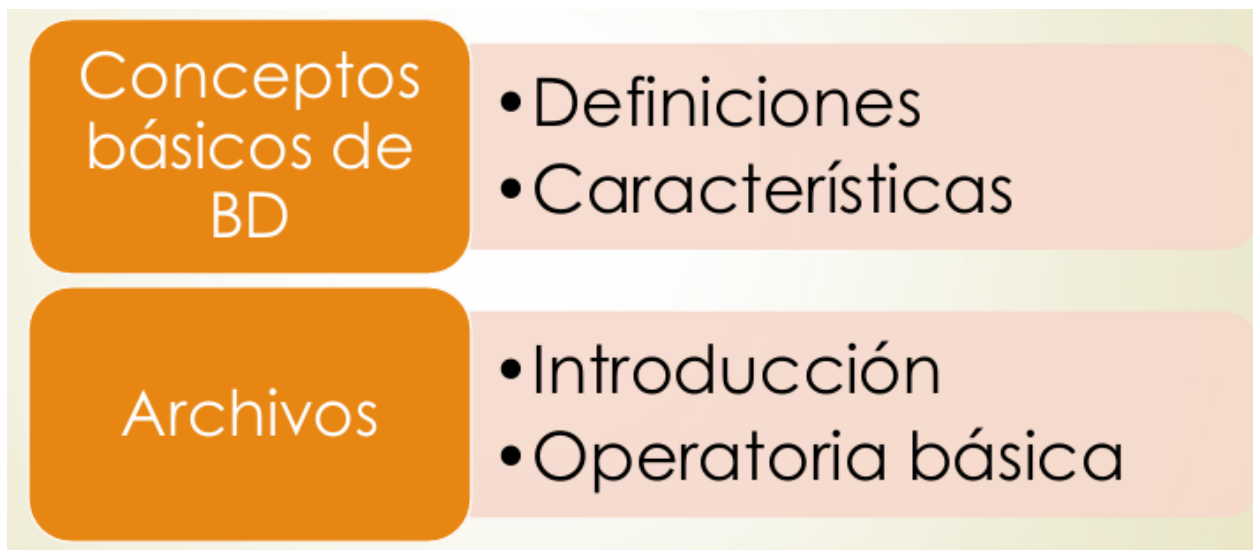 Conceptos
básicos de
BD
•Definiciones
•Características
Archivos
•Introducción
•Operatoria básica